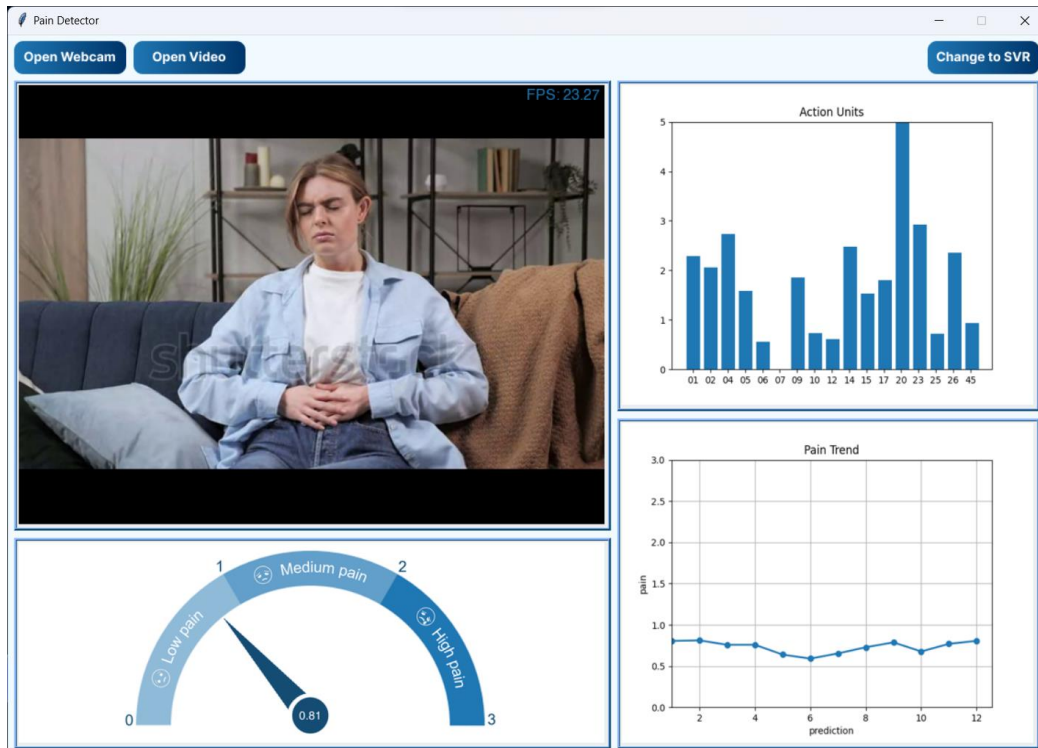 Pain Detector
Open Webcam
Open Video
Change to SVR
FPS: 23.27
shutterstock
Action Units
5
4
3
2
1
0
01 02 04 05 06 07 09 10 12 14 15 17 20 23 25 26 45
0
1
2
3
Low pain
Medium pain
High pain
0.81
Pain Trend
3.0
2.5
2.0
1.5
1.0
0.5
0.0
pain
2 4 6 8 10 12
prediction